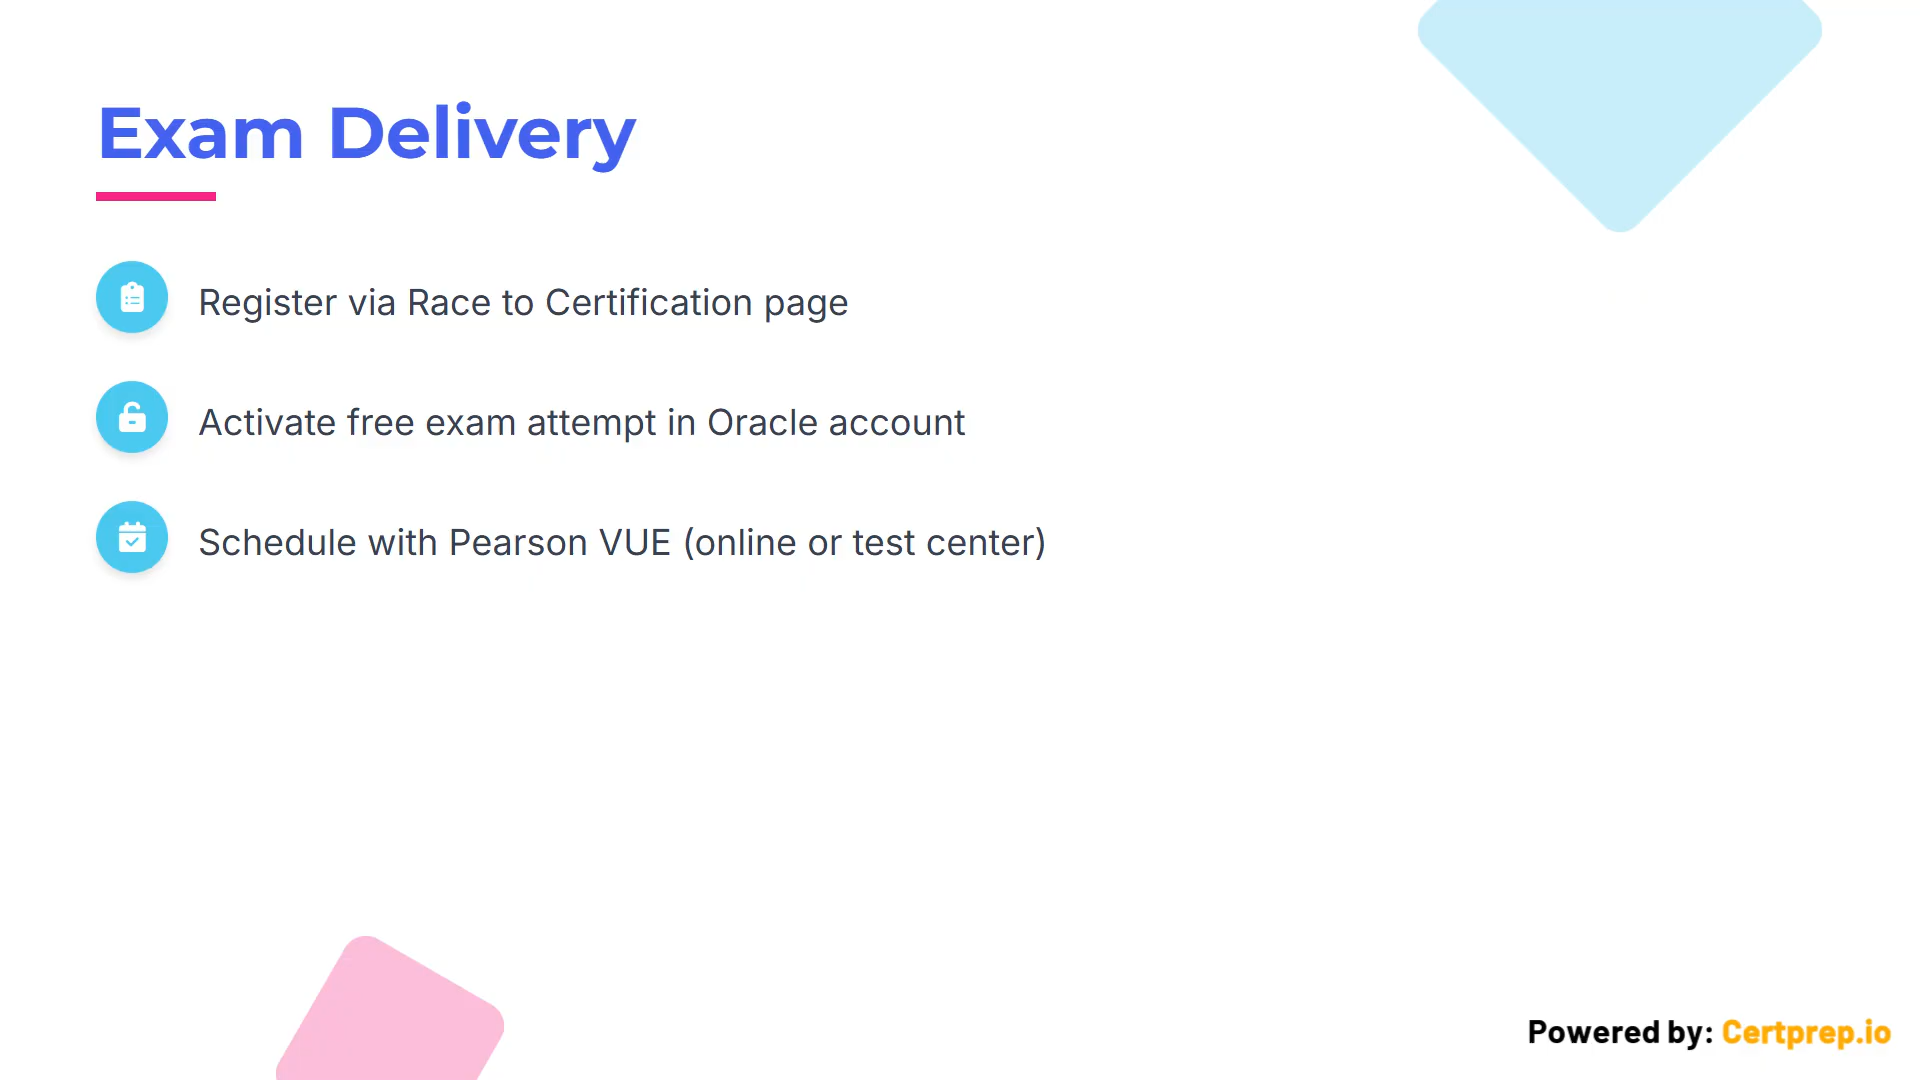 Exam Delivery
Register via Race to Certification page
Activate free exam attempt in Oracle account
Schedule with Pearson VUE (online or test center)
Powered by: Certprep.io